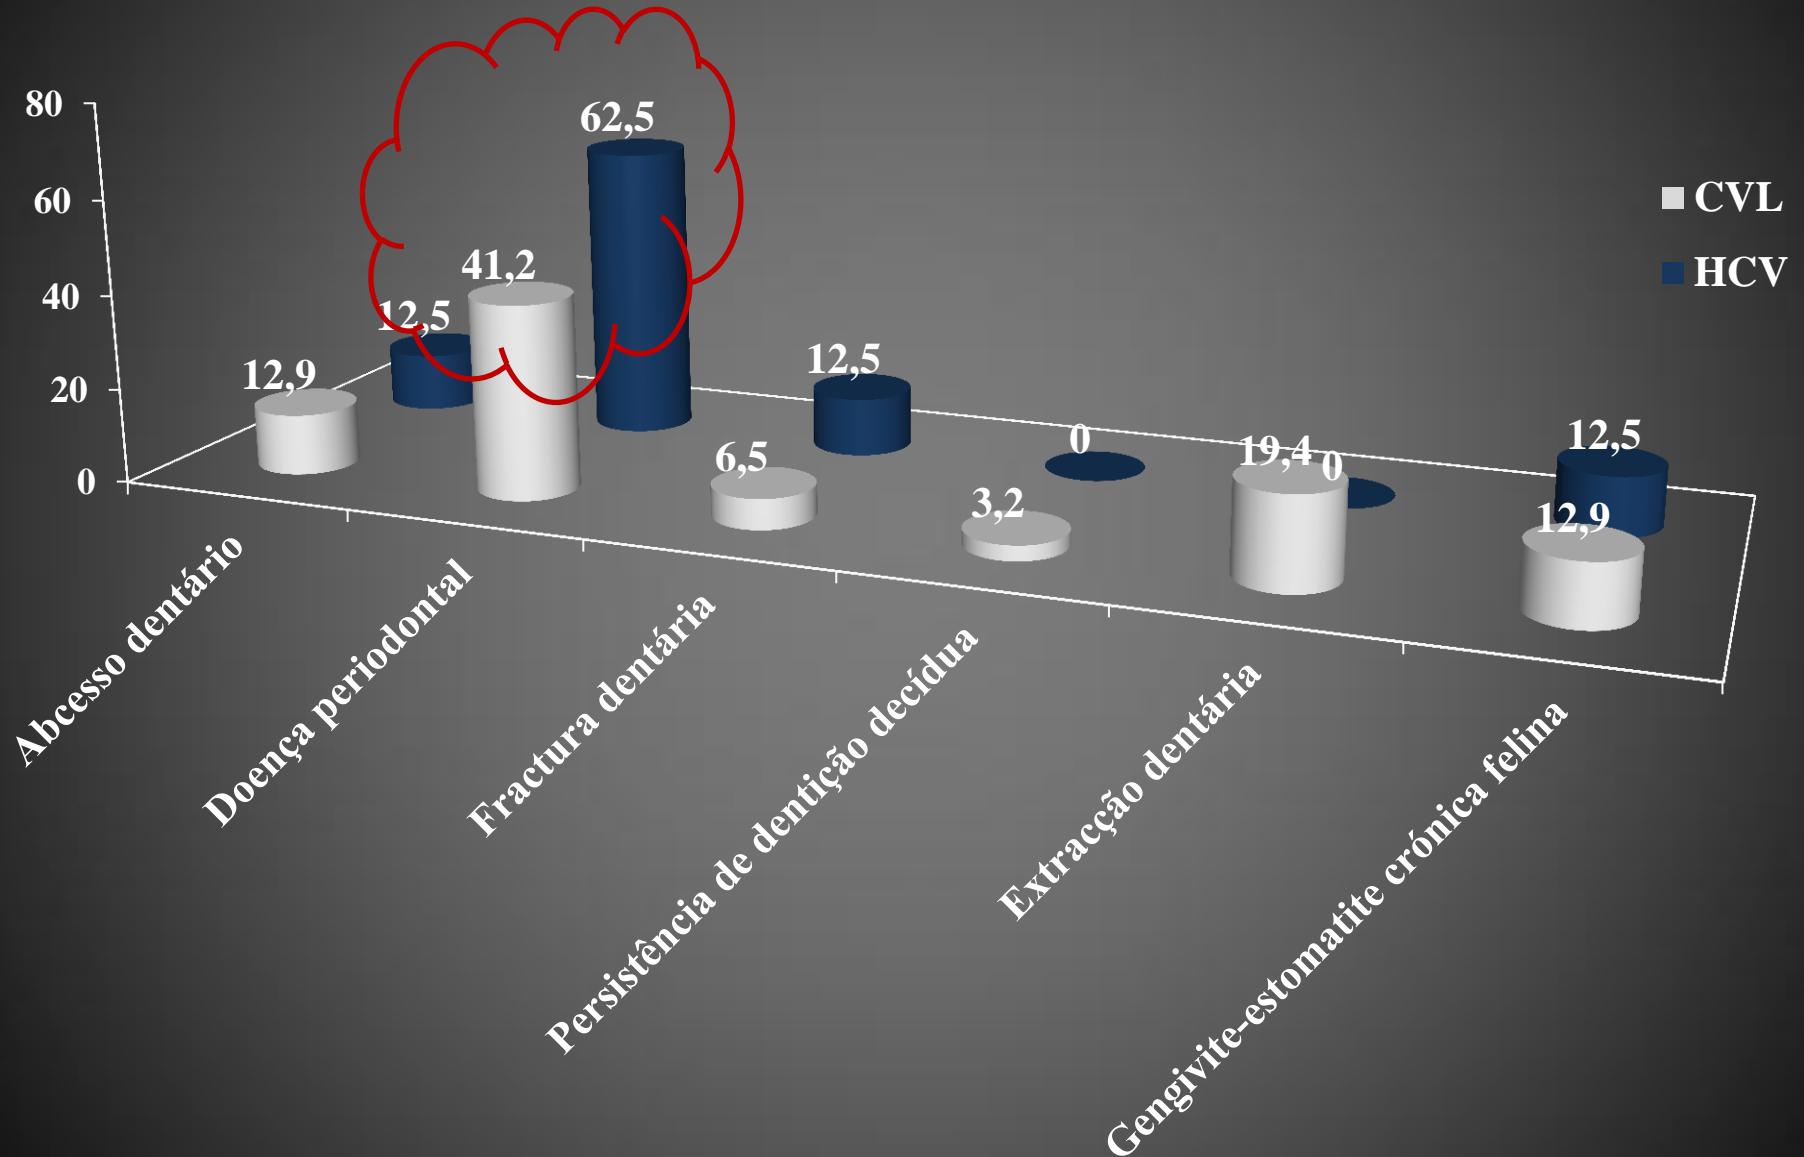 80
60
40
20
0
62,5
41,2
12,5
12,9
12,5
6,5
0
3,2
19,4
0
12,5
12,9
CVL
HCV
Abcesso dentário
Doença periodontal
Fractura dentária
Persistência de dentição decídua
Extracção dentária
Gengivite-estomatite crónica felina